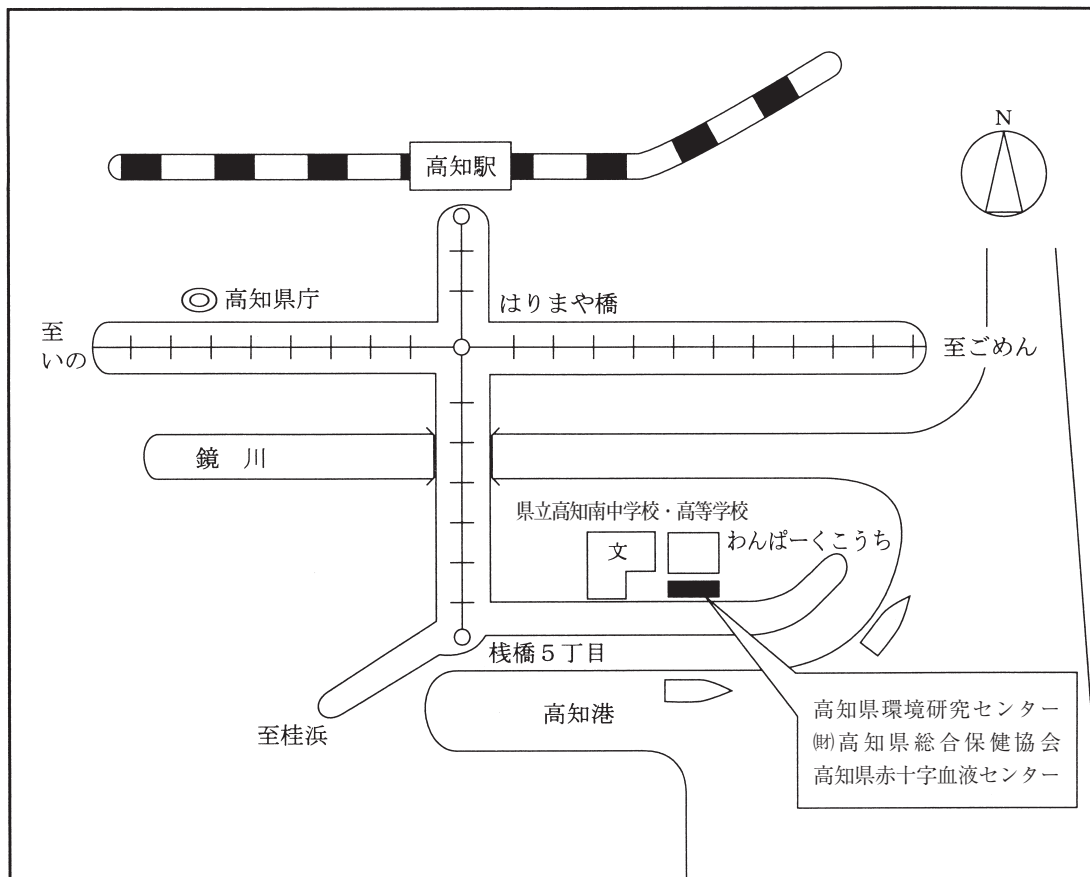 高知駅
N
高知県庁
はりまや橋
至
いの
至ごめん
鏡　川
県立高知南中学校・高等学校
文
わんぱーくこうち
桟橋５丁目
至桂浜
高知港
高知県環境研究センター
㈶高知県総合保健協会
高知県赤十字血液センター